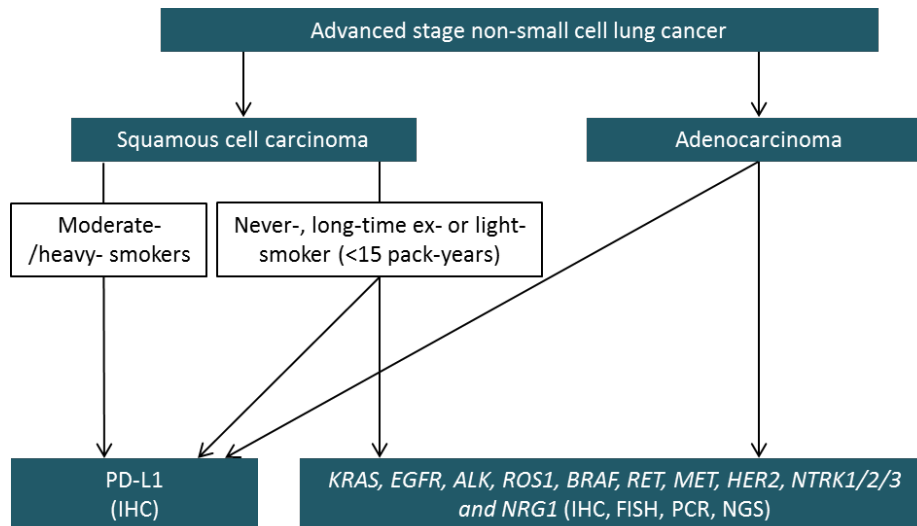 Advanced stage non-small cell lung cancer
Squamous cell carcinoma
Adenocarcinoma
Moderate-
/heavy- smokers
Never-, long-time ex- or light-
smoker (<15 pack-years)
PD-L1
(IHC)
KRAS, EGFR, ALK, ROS1, BRAF, RET, MET, HER2, NTRK1/2/3
and NRG1 (IHC, FISH, PCR, NGS)